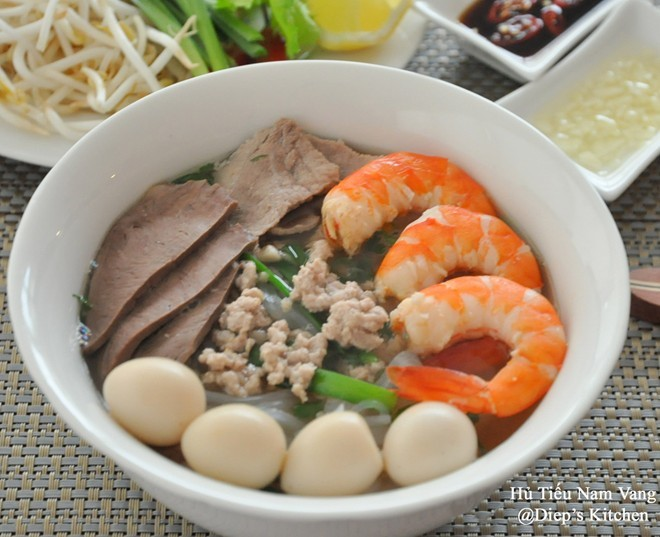 Hủ Tiếu Nam Vang
@Diep's Kitchen